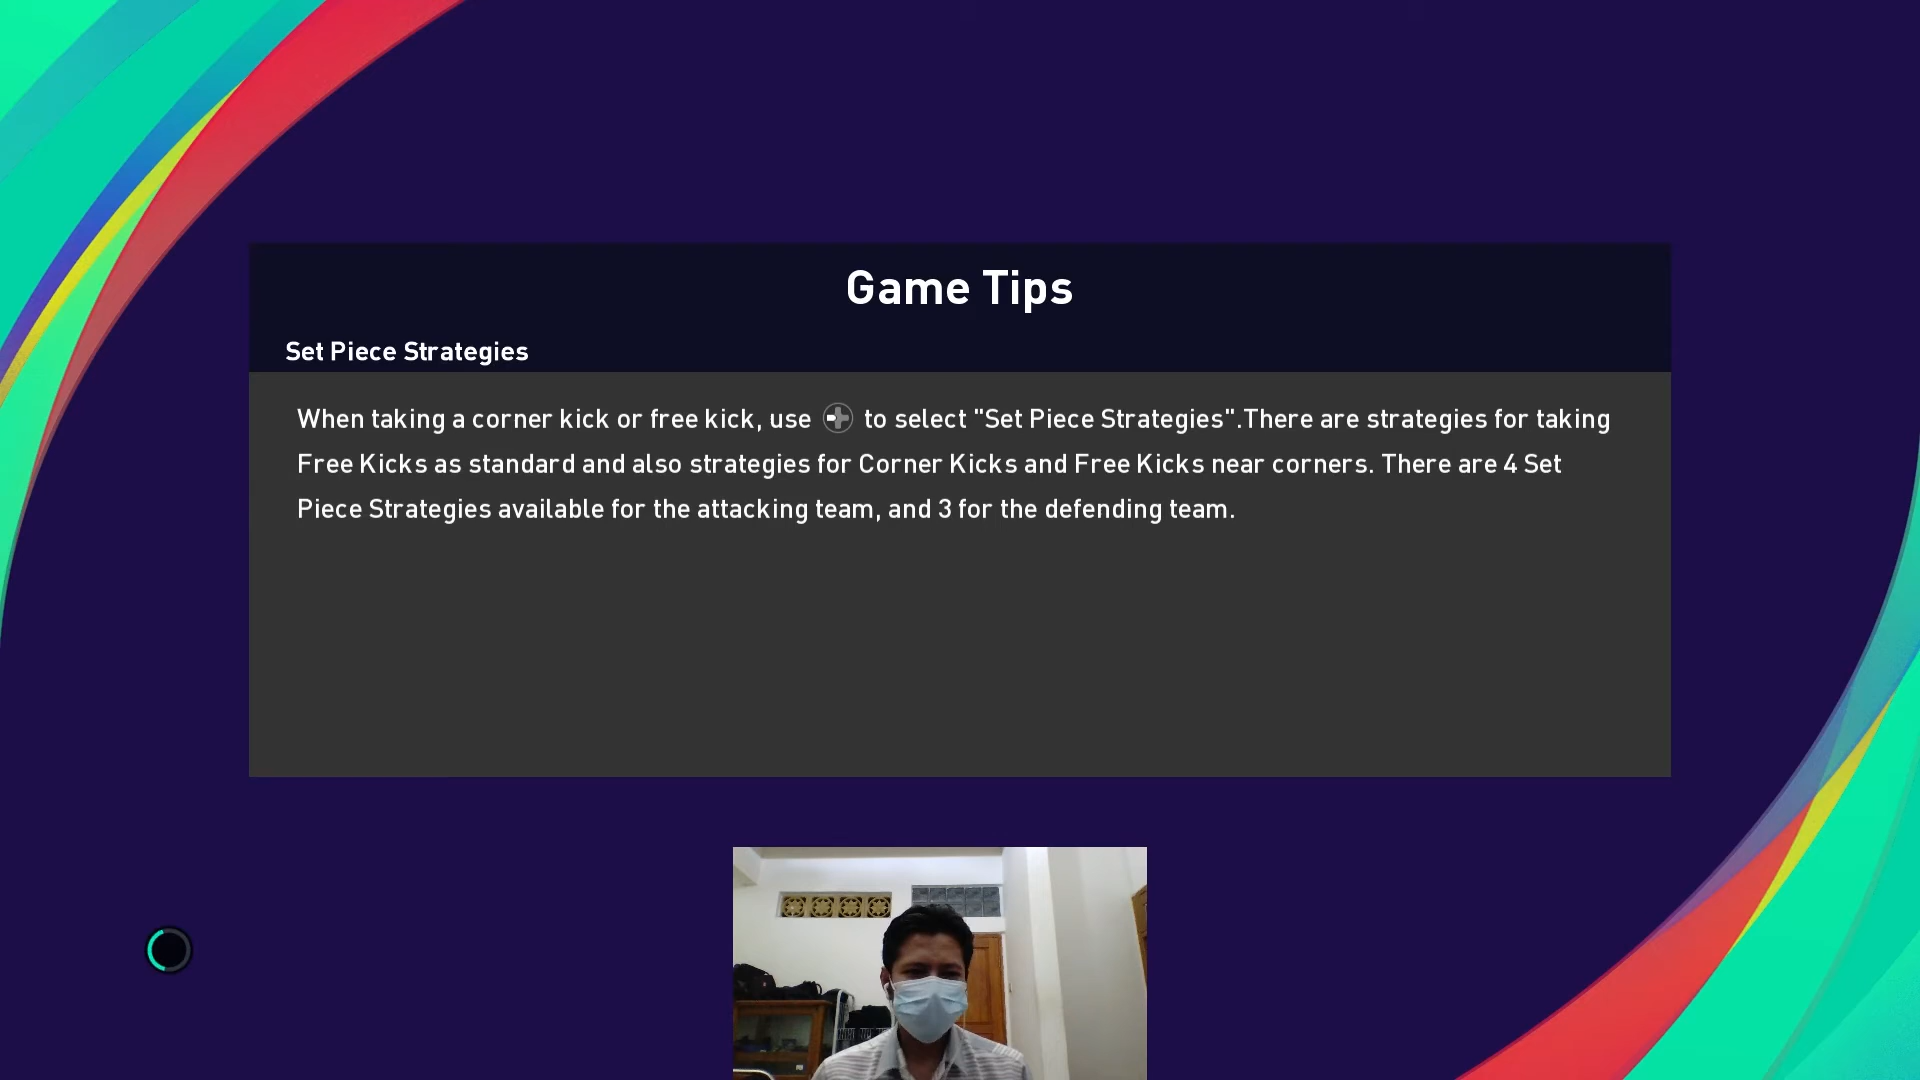 Game Tips
Set Piece Strategies
When taking a corner kick or free kick, use to select "Set Piece Strategies".There are strategies for taking
Free Kicks as standard and also strategies for Corner Kicks and Free Kicks near corners. There are 4 Set
Piece Strategies available for the attacking team, and 3 for the defending team.